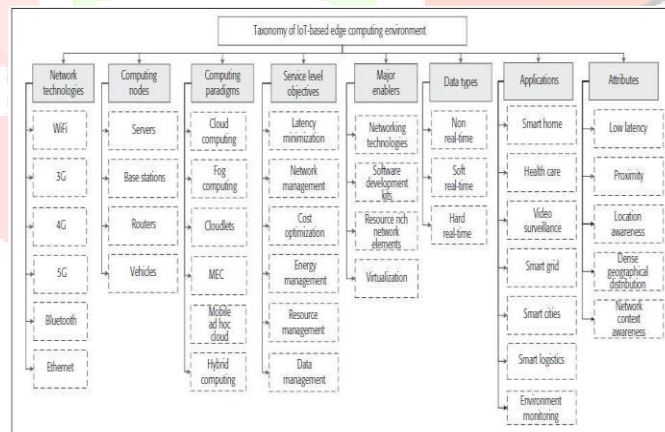 Taxonomy of IoT-based edge computing environment
Network
technologies
WiFi
3G
4G
5G
Bluetooth
Ethernet
Computing
nodes
Servers
Base stations
Routers
Vehicles
Computing
paradigms
Cloud
computing
Fog
computing
Cloudlets
MEC
Mobile
ad hoc
cloud
Hybrid
computing
Service level
objectives
Latency
minimization
Network
management
Cost
optimization
Energy
management
Resource
management
Data
management
Major
enablers
Networking
technologies
Software
development
kits
Resource rich
network
elements
Virtualization
Data types
Non
real-time
Soft
real-time
Hard
real-time
Applications
Smart home
Health care
Video
surveillance
Smart grid
Smart cities
Smart logistics
Environment
monitoring
Attributes
Low latency
Proximity
Location
awareness
Dense
geographical
distribution
Network
context
awareness